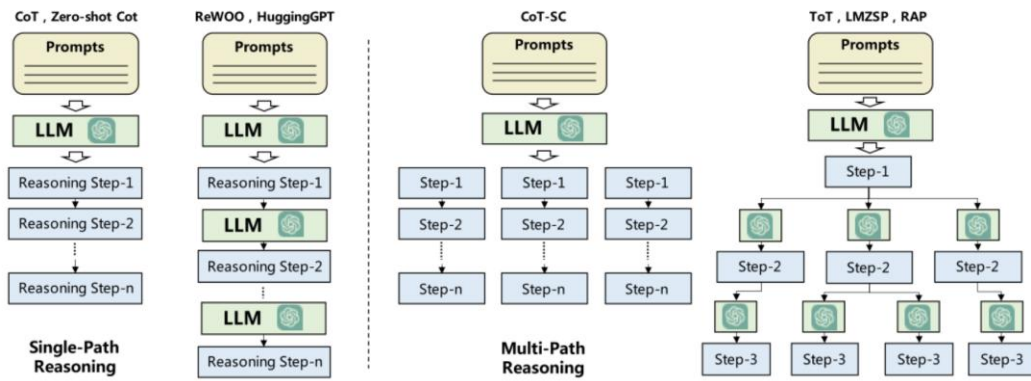 CoT , Zero-shot Cot
Prompts
LLM
Reasoning Step-1
Reasoning Step-2
Reasoning Step-n
Single-Path
Reasoning
ReWOO , HuggingGPT
Prompts
LLM
Reasoning Step-1
LLM
Reasoning Step-2
LLM
Reasoning Step-n
CoT-SC
Prompts
LLM
Step-1 Step-1 Step-1
Step-2 Step-2 Step-2
Step-n Step-n Step-n
Multi-Path
Reasoning
ToT , LMZSP , RAP
Prompts
LLM
Step-1
Step-2 Step-2 Step-2
Step-3 Step-3 Step-3 Step-3